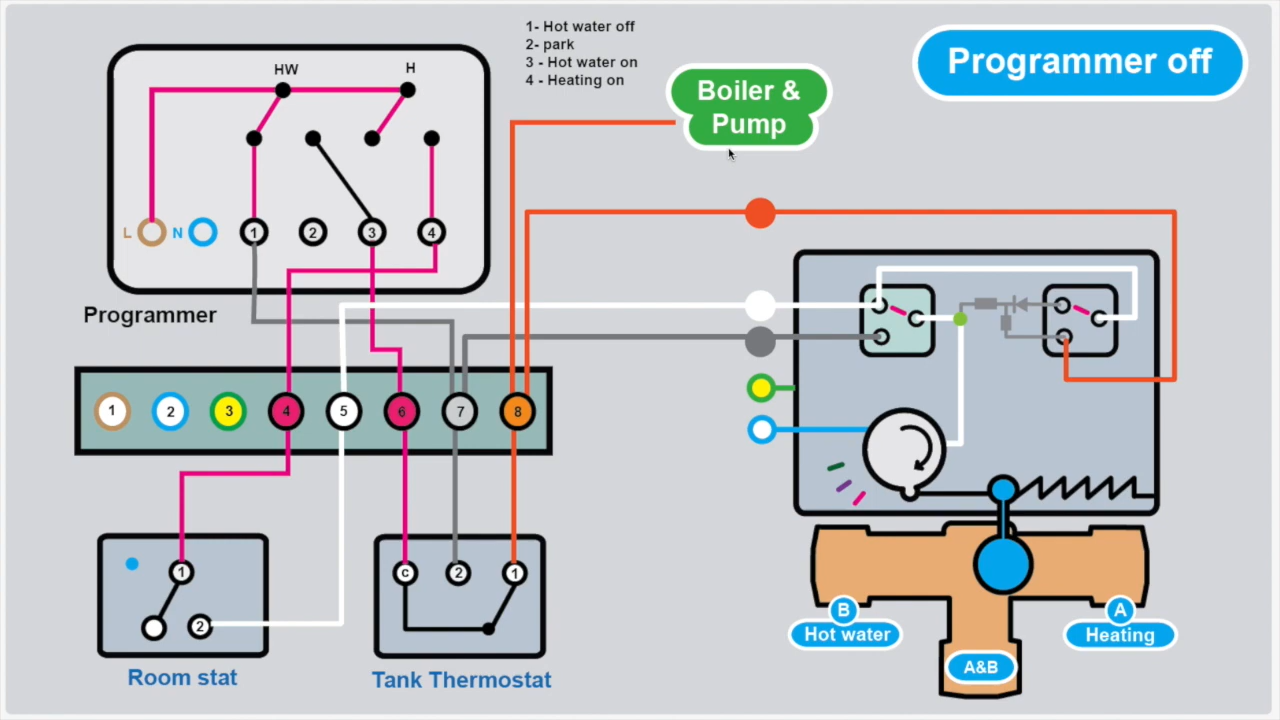 1- Hot water off
2- park
3 - Hot water on
4 - Heating on
Programmer off
Boiler &
Pump
HW
H
L
N
1
2
3
4
Programmer
1
2
3
4
5
6
7
8
1
2
Room stat
C
2
1
Tank Thermostat
B
Hot water
A
Heating
A&B